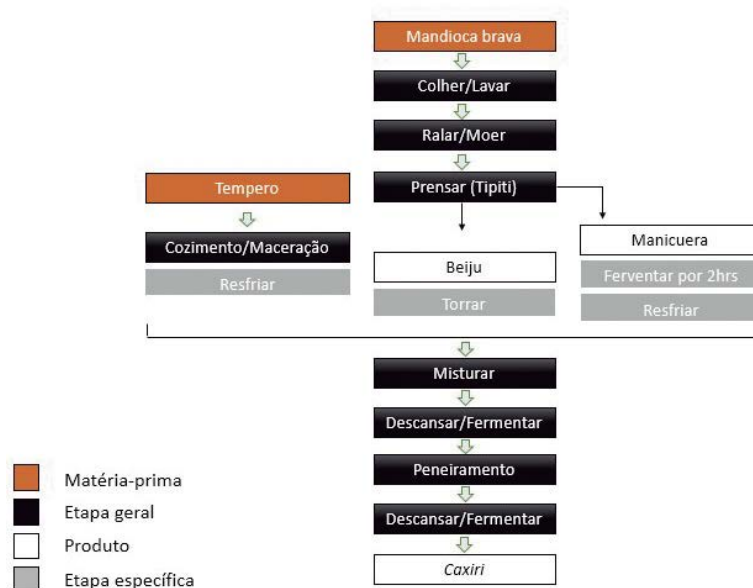 Mandioca brava
Colher/Lavar
Ralar/Moer
Prensar (Tipiti)
Tempero
Cozimento/Maceração
Resfriar
Beiju
Torrar
Manicuera
Ferventar por 2hrs
Resfriar
Misturar
Descansar/Fermentar
Peneiramento
Descansar/Fermentar
Caxiri
Matéria-prima
Etapa geral
Produto
Etapa específica